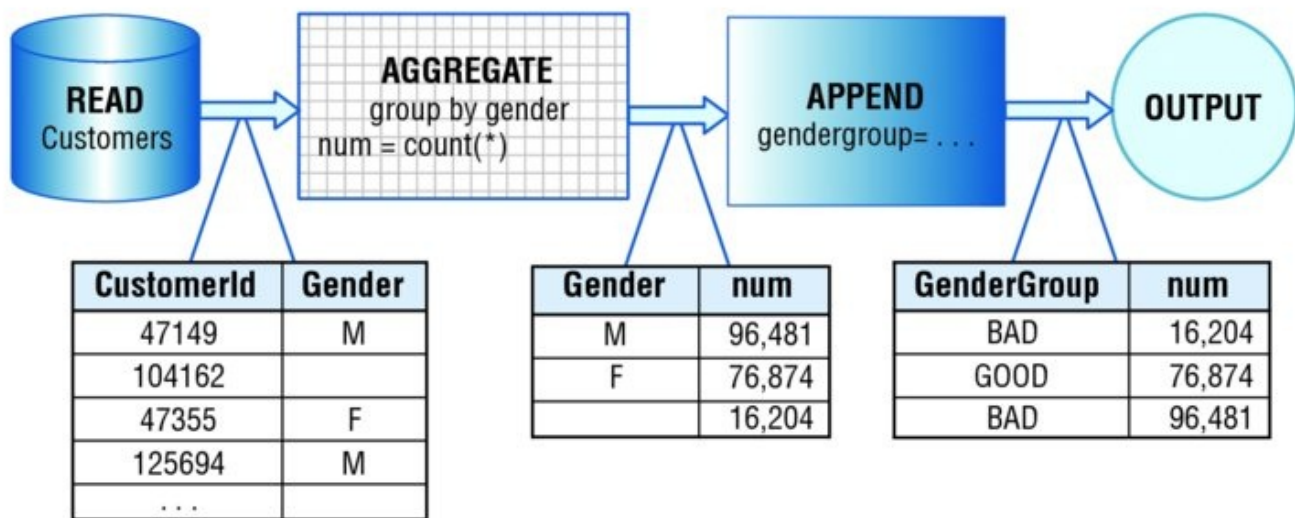 READ
Customers
AGGREGATE
group by gender
num = count(*)
APPEND
gendergroup= . . .
OUTPUT
CustomerId Gender
47149 M
104162
47355 F
125694 M
. . .
Gender num
M 96,481
F 76,874
16,204
GenderGroup num
BAD 16,204
GOOD 76,874
BAD 96,481